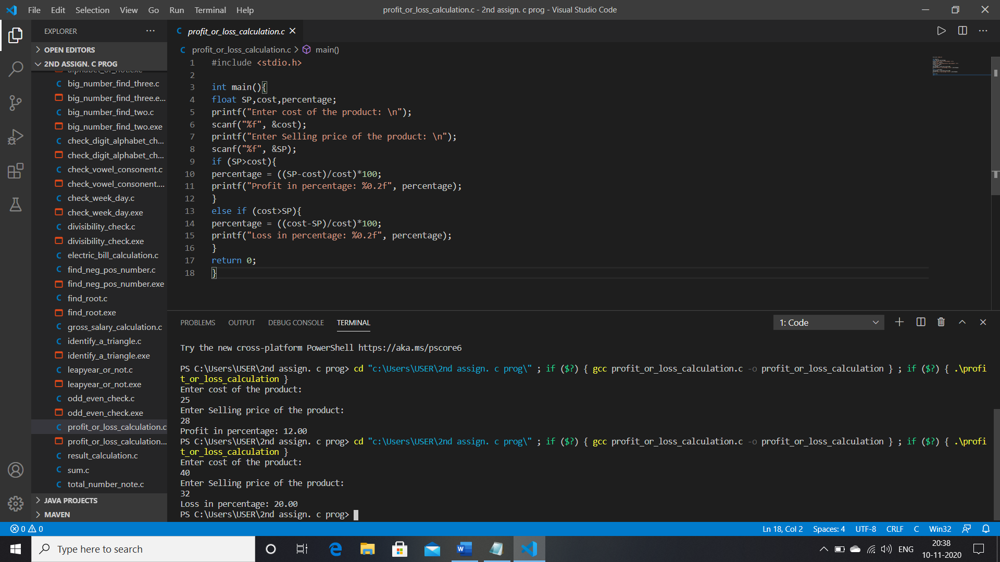 File Edit Selection View Go Run Terminal Help
profit_or_loss_calculation.c - 2nd assign. c prog - Visual Studio Code
EXPLORER
OPEN EDITORS
2ND ASSIGN. C PROG
alphabet_or_not.exe
big_number_find_three.c
big_number_find_three.e...
big_number_find_two.c
big_number_find_two.exe
check_digit_alphabet_ch...
check_digit_alphabet_ch...
check_vowel_consonent.c
check_vowel_consonent....
check_week_day.c
check_week_day.exe
divisibility_check.c
divisibility_check.exe
electric_bill_calculation.c
find_neg_pos_number.c
find_neg_pos_number.exe
find_root.c
find_root.exe
gross_salary_calculation.c
identify_a_triangle.c
identify_a_triangle.exe
leapyear_or_not.c
leapyear_or_not.exe
odd_even_check.c
odd_even_check.exe
profit_or_loss_calculation.c
profit_or_loss_calculation...
result_calculation.c
sum.c
total_number_note.c
JAVA PROJECTS
MAVEN
C profit_or_loss_calculation.c
C profit_or_loss_calculation.c > main()
1 #include <stdio.h>
2
3 int main(){
4 float SP,cost,percentage;
5 printf("Enter cost of the product: \n");
6 scanf("%f", &cost);
7 printf("Enter Selling price of the product: \n");
8 scanf("%f", &SP);
9 if (SP>cost){
10 percentage = ((SP-cost)/cost)*100;
11 printf("Profit in percentage: %0.2f", percentage);
12 }
13 else if (cost>SP){
14 percentage = ((cost-SP)/cost)*100;
15 printf("Loss in percentage: %0.2f", percentage);
16 }
17 return 0;
18 }
PROBLEMS OUTPUT DEBUG CONSOLE TERMINAL
1: Code
Try the new cross-platform PowerShell https://aka.ms/pscore6
PS C:\Users\USER\2nd assign. c prog> cd "c:\Users\USER\2nd assign. c prog\" ; if ($?) { gcc profit_or_loss_calculation.c -o profit_or_loss_calculation } ; if ($?) { .\profi
t_or_loss_calculation }
Enter cost of the product:
25
Enter Selling price of the product:
28
Profit in percentage: 12.00
PS C:\Users\USER\2nd assign. c prog> cd "c:\Users\USER\2nd assign. c prog\" ; if ($?) { gcc profit_or_loss_calculation.c -o profit_or_loss_calculation } ; if ($?) { .\profi
t_or_loss_calculation }
Enter cost of the product:
40
Enter Selling price of the product:
32
Loss in percentage: 20.00
PS C:\Users\USER\2nd assign. c prog>
0 0
Ln 18, Col 2 Spaces: 4 UTF-8 CRLF C Win32
Type here to search
ENG
20:38
10-11-2020